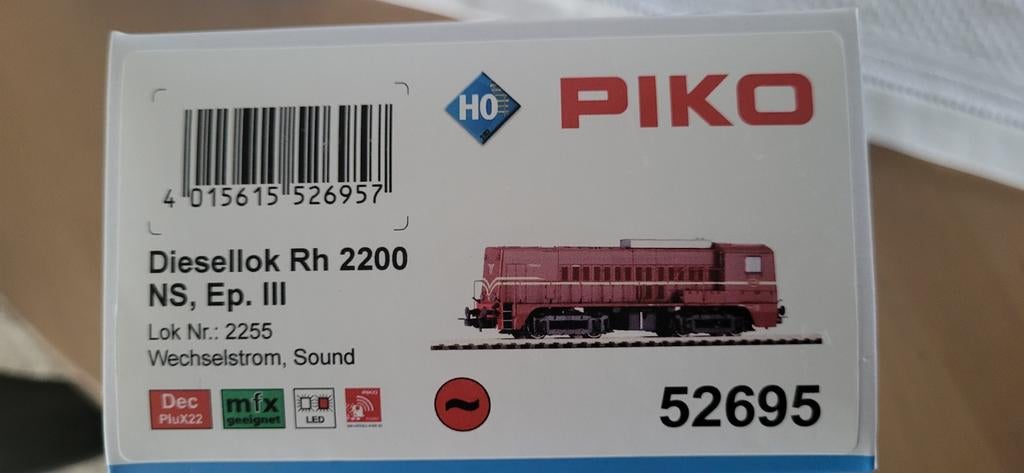 H0
PIKO
4 015615 526957
Diesellok Rh 2200
NS, Ep. III
Lok Nr.: 2255
Wechselstrom, Sound
Dec
PluX22
mfx
geeignet
LED
PIKO
52695